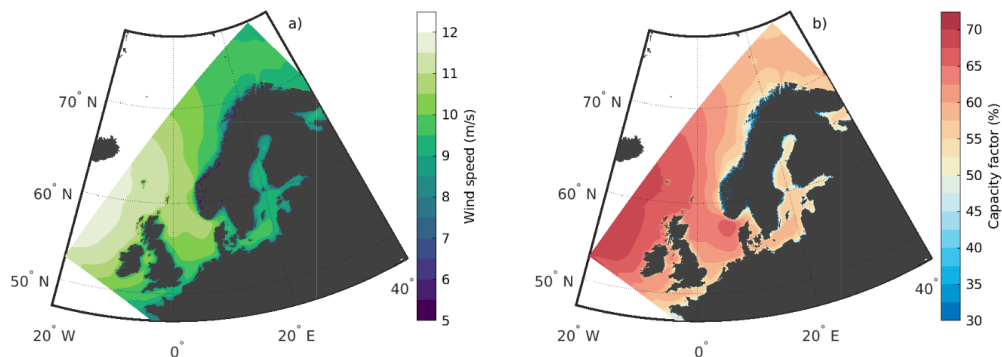 a)
70° N
60° N
50° N
20° W
0°
20° E
40°
12
11
10
9
8
7
6
5
Wind speed (m/s)
b)
70° N
60° N
50° N
20° W
0°
20° E
40°
70
65
60
55
50
45
40
35
30
Capacity factor (%)